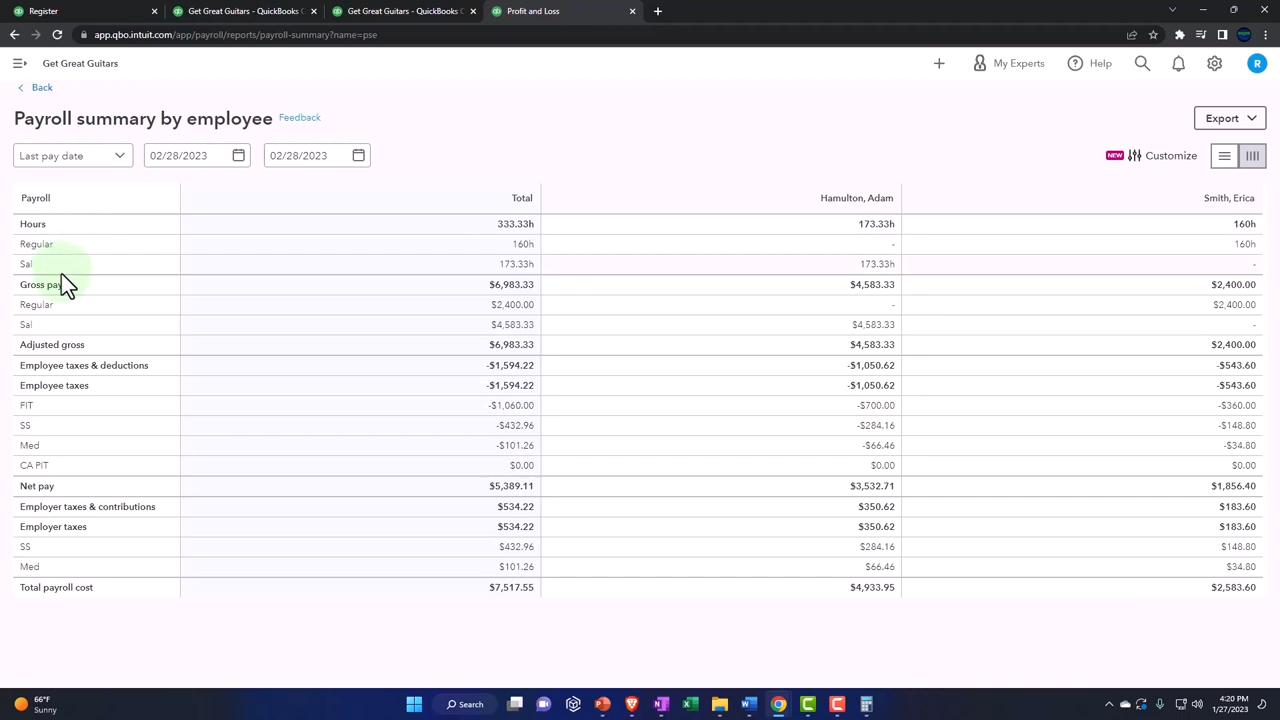 Register
Get Great Guitars - QuickBooks
Get Great Guitars - QuickBooks C
Profit and Loss
app.qbo.intuit.com/app/payroll/reports/payroll-summary?name=pse
Get Great Guitars
My Experts
Help
R
Back
Payroll summary by employee Feedback
Export
Last pay date 02/28/2023 02/28/2023
NEW Customize
Payroll Total Hamulton, Adam Smith, Erica
Hours 333.33h 173.33h 160h
Regular 160h - 160h
Sal 173.33h 173.33h -
Gross pay $6,983.33 $4,583.33 $2,400.00
Regular $2,400.00 - $2,400.00
Sal $4,583.33 $4,583.33 -
Adjusted gross $6,983.33 $4,583.33 $2,400.00
Employee taxes & deductions -$1,594.22 -$1,050.62 -$543.60
Employee taxes -$1,594.22 -$1,050.62 -$543.60
FIT -$1,060.00 -$700.00 -$360.00
SS -$432.96 -$284.16 -$148.80
Med -$101.26 -$66.46 -$34.80
CA PIT $0.00 $0.00 $0.00
Net pay $5,389.11 $3,532.71 $1,856.40
Employer taxes & contributions $534.22 $350.62 $183.60
Employer taxes $534.22 $350.62 $183.60
SS $432.96 $284.16 $148.80
Med $101.26 $66.46 $34.80
Total payroll cost $7,517.55 $4,933.95 $2,583.60
66°F
Sunny
Search
4:20 PM
1/27/2023